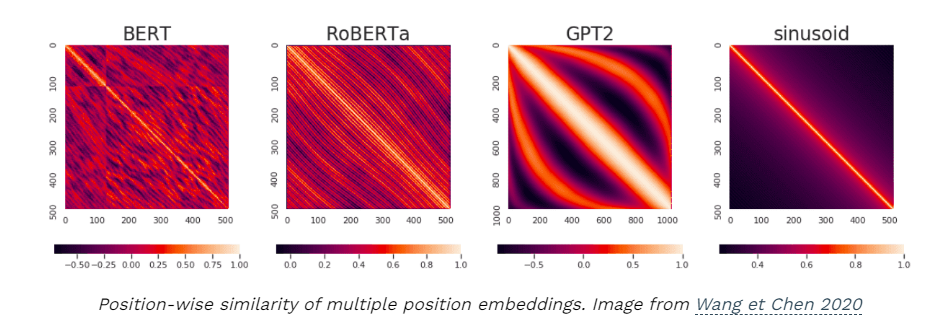 BERT
RoBERTa
GPT2
sinusoid
0
100
200
300
400
500
0 100 200 300 400 500
0
100
200
300
400
500
0 100 200 300 400 500
0
200
400
600
800
1000
0 200 400 600 800 1000
0
100
200
300
400
500
0 100 200 300 400 500
−0.50 −0.25 0.00 0.25 0.50 0.75 1.00
0.0 0.2 0.4 0.6 0.8 1.0
−0.5 0.0 0.5 1.0
0.4 0.6 0.8 1.0
Position-wise similarity of multiple position embeddings. Image from Wang et Chen 2020